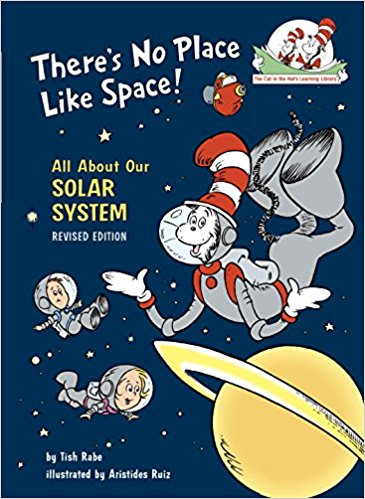 There's No Place
Like Space!
The Cat in the Hat's Learning Library
All About Our
SOLAR
SYSTEM
REVISED EDITION
by Tish Rabe
illustrated by Aristides Ruiz